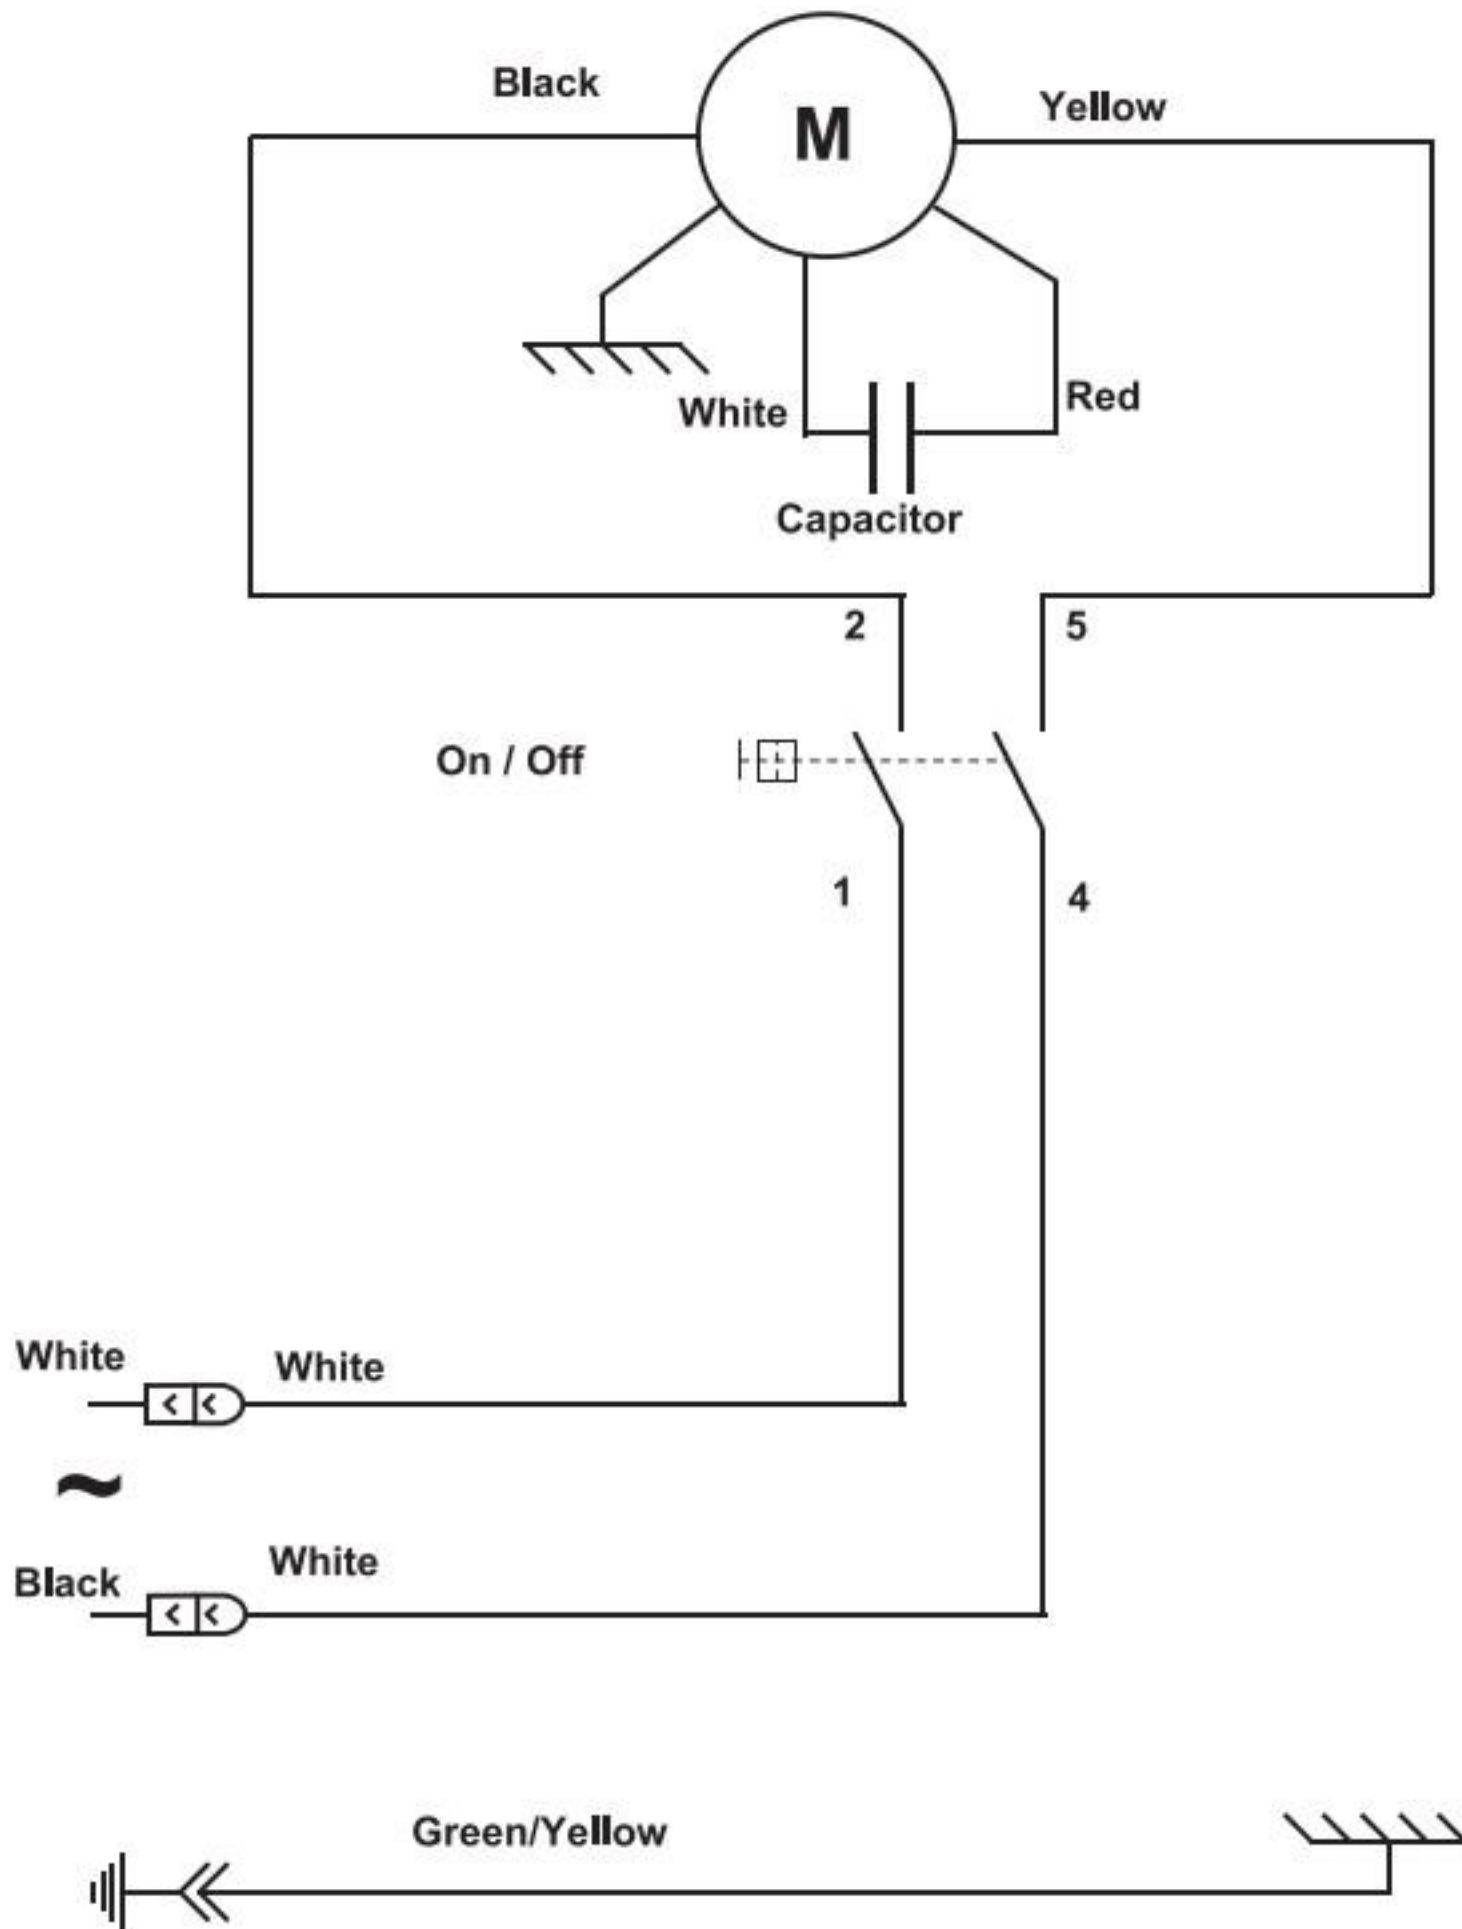 Black
M
Yellow
White
Red
Capacitor
2
5
On / Off
1
4
White
White
~
Black
White
Green/Yellow